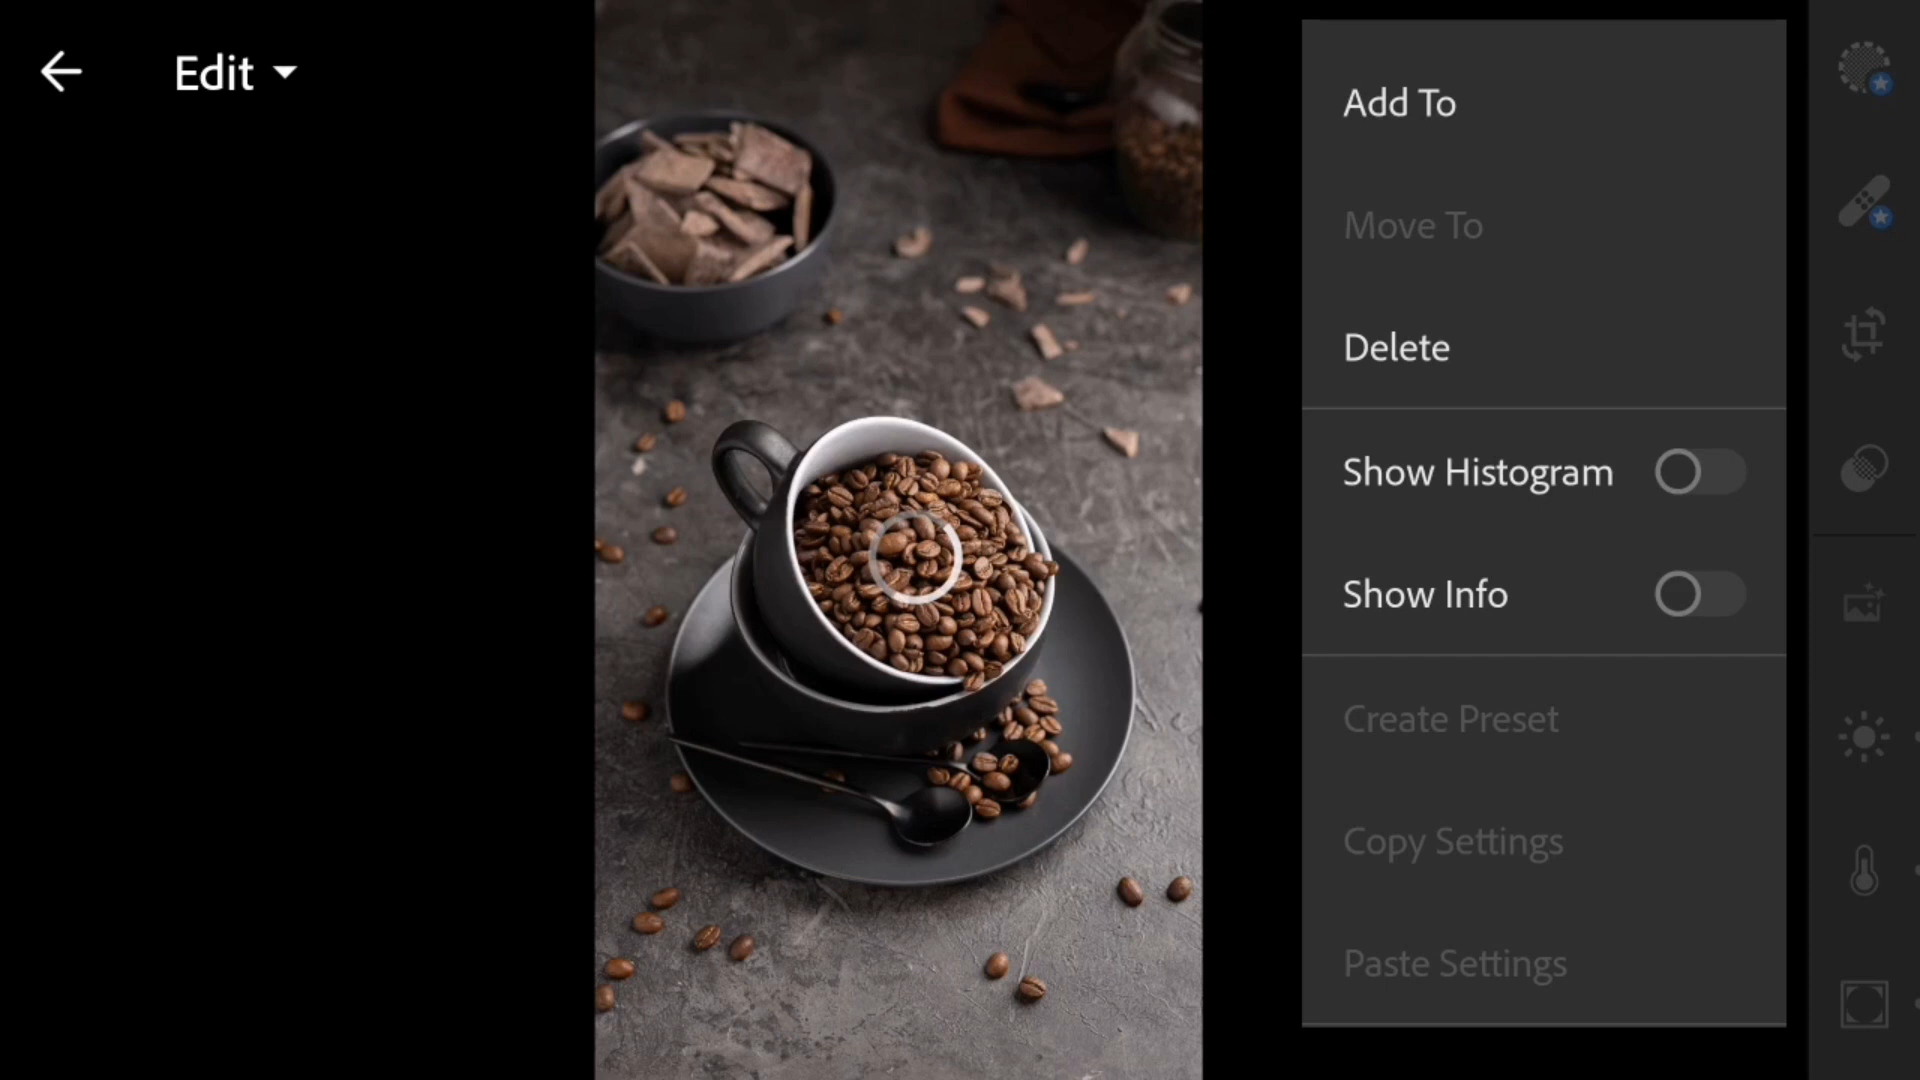 Edit
Add To
Move To
Delete
Show Histogram
Show Info
Create Preset
Copy Settings
Paste Settings